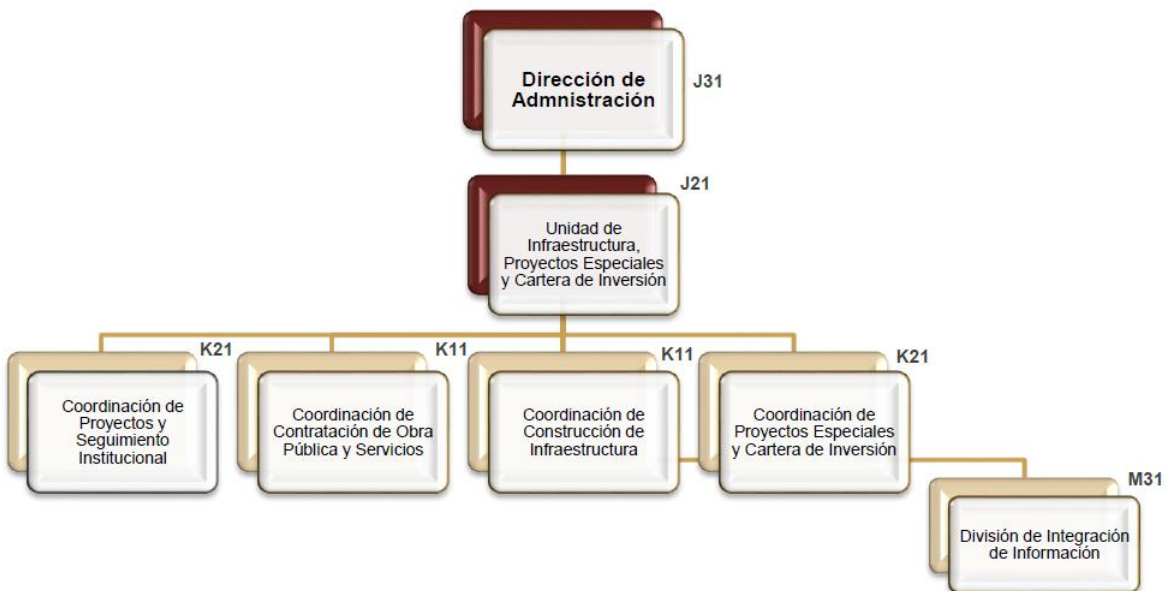 Dirección de
Admnistración
J31
J21
Unidad de
Infraestructura,
Proyectos Especiales
y Cartera de Inversión
K21
Coordinación de
Proyectos y
Seguimiento
Institucional
K11
Coordinación de
Contratación de Obra
Pública y Servicios
K11
Coordinación de
Construcción de
Infraestructura
K21
Coordinación de
Proyectos Especiales
y Cartera de Inversión
M31
División de Integración
de Información